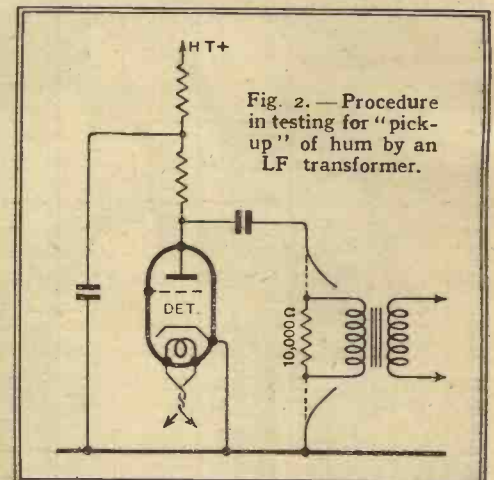 HT+
Fig. 2. — Procedure
in testing for "pick-
up" of hum by an
LF transformer.
DET.
10,000Ω